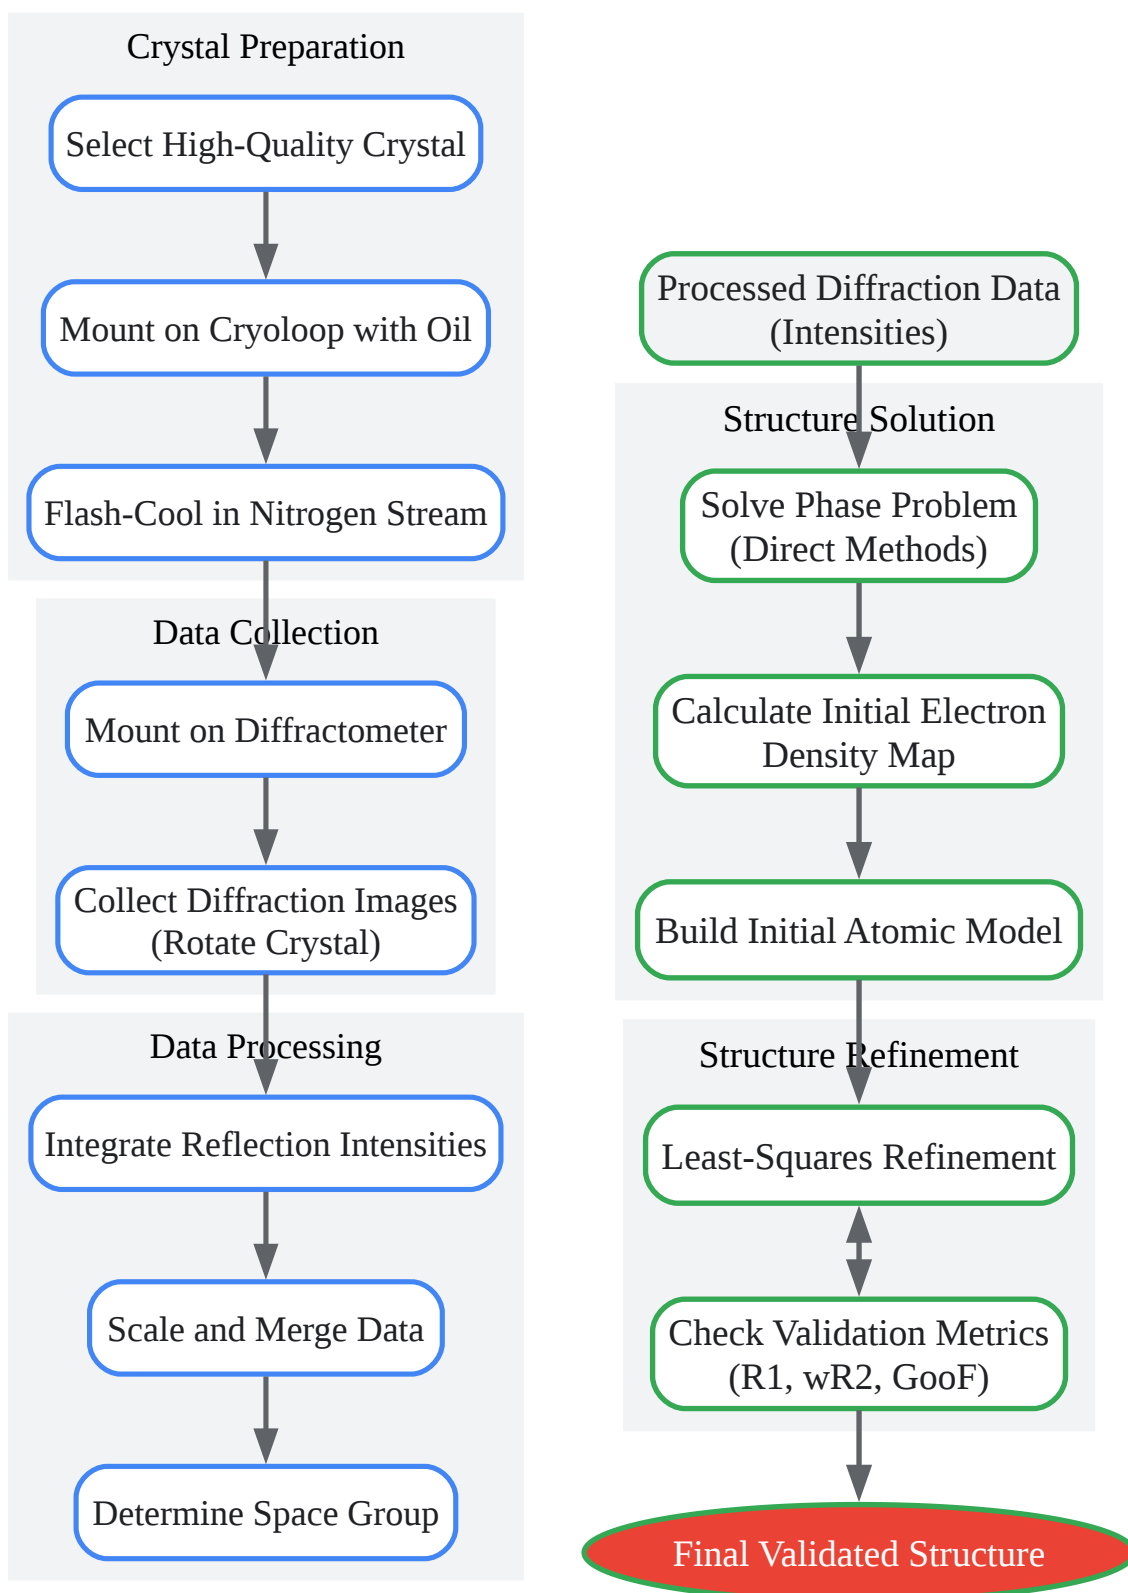 Crystal Preparation
Select High-Quality Crystal
Mount on Cryoloop with Oil
Flash-Cool in Nitrogen Stream
Data Collection
Mount on Diffractometer
Collect Diffraction Images
(Rotate Crystal)
Data Processing
Integrate Reflection Intensities
Scale and Merge Data
Determine Space Group
Processed Diffraction Data
(Intensities)
Structure Solution
Solve Phase Problem
(Direct Methods)
Calculate Initial Electron
Density Map
Build Initial Atomic Model
Structure Refinement
Least-Squares Refinement
Check Validation Metrics
(R1, wR2, GooF)
Final Validated Structure